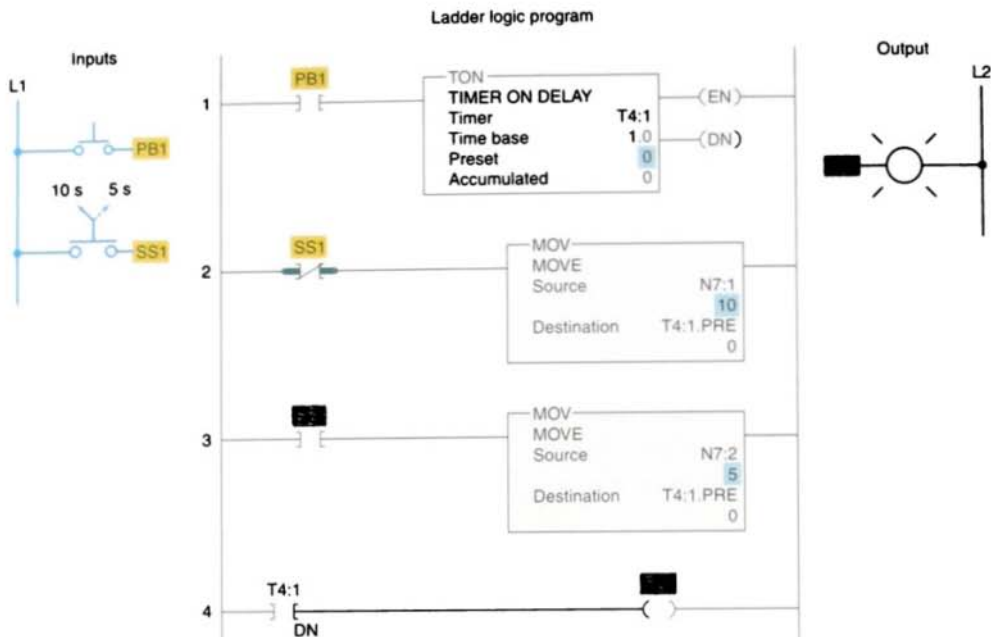 Ladder logic program
Inputs
Output
L1
L2
PB1
10 s 5 s
SS1
1
PB1
TON
TIMER ON DELAY
Timer T4:1
Time base 1.0
Preset 0
Accumulated 0
(EN)
(DN)
2
SS1
MOV
MOVE
Source N7:1
10
Destination T4:1.PRE
0
3
MOV
MOVE
Source N7:2
5
Destination T4:1.PRE
0
4
T4:1
DN